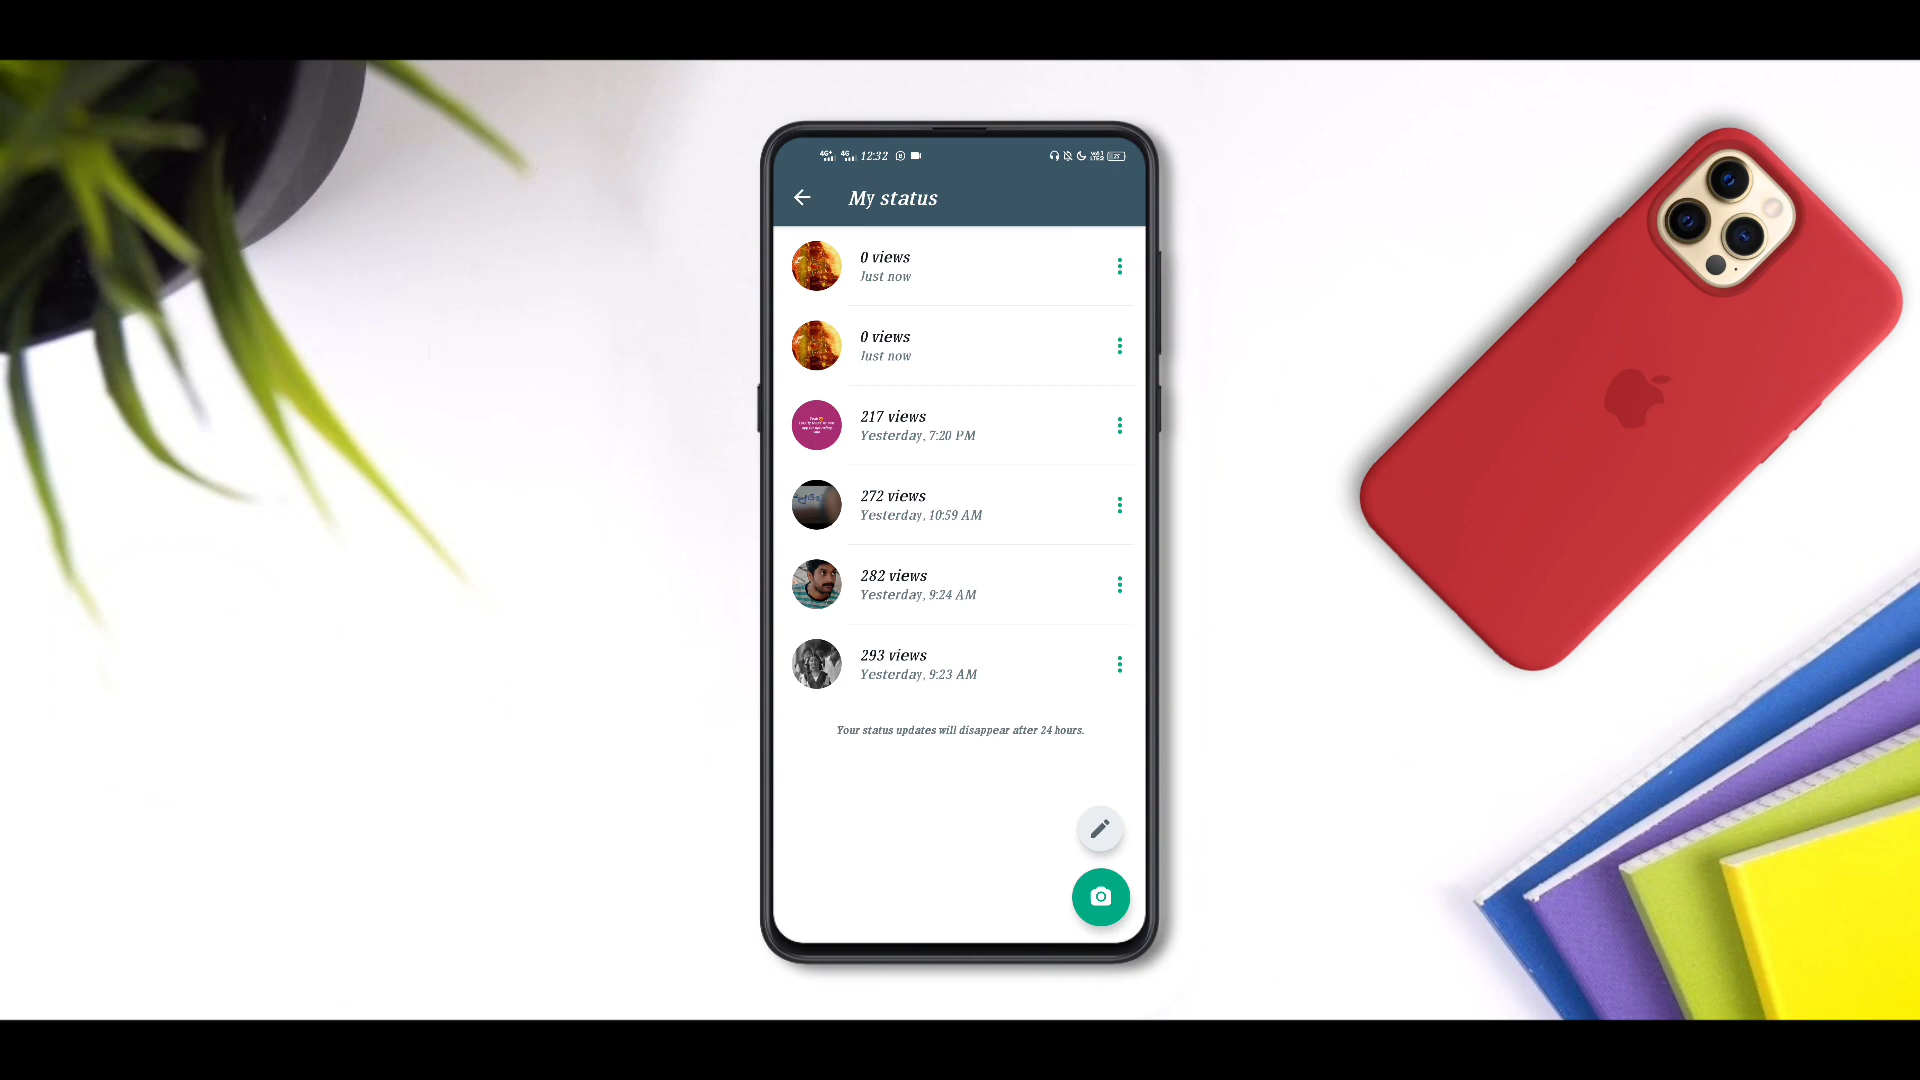 4G+ 4G 12:32
My status
0 views
Just now
0 views
Just now
217 views
Yesterday, 7:20 PM
272 views
Yesterday, 10:59 AM
282 views
Yesterday, 9:24 AM
293 views
Yesterday, 9:23 AM
Your status updates will disappear after 24 hours.